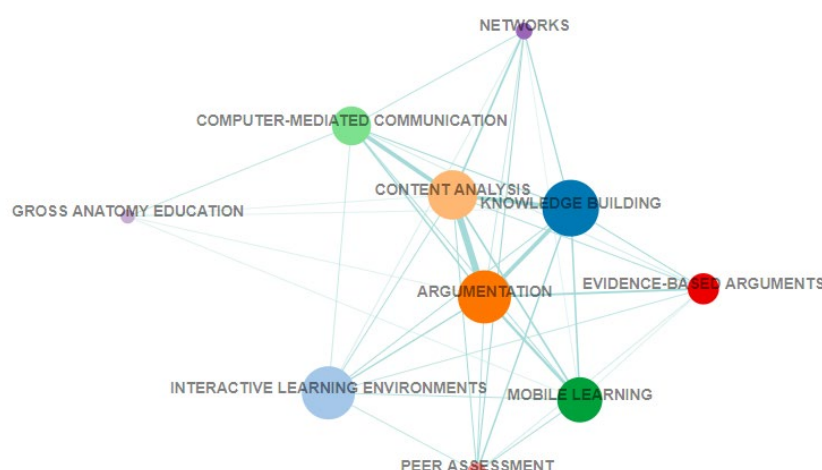 NETWORKS
COMPUTER-MEDIATED COMMUNICATION
CONTENT ANALYSIS
KNOWLEDGE BUILDING
GROSS ANATOMY EDUCATION
EVIDENCE-BASED ARGUMENTS
ARGUMENTATION
INTERACTIVE LEARNING ENVIRONMENTS
MOBILE LEARNING
PEER ASSESSMENT